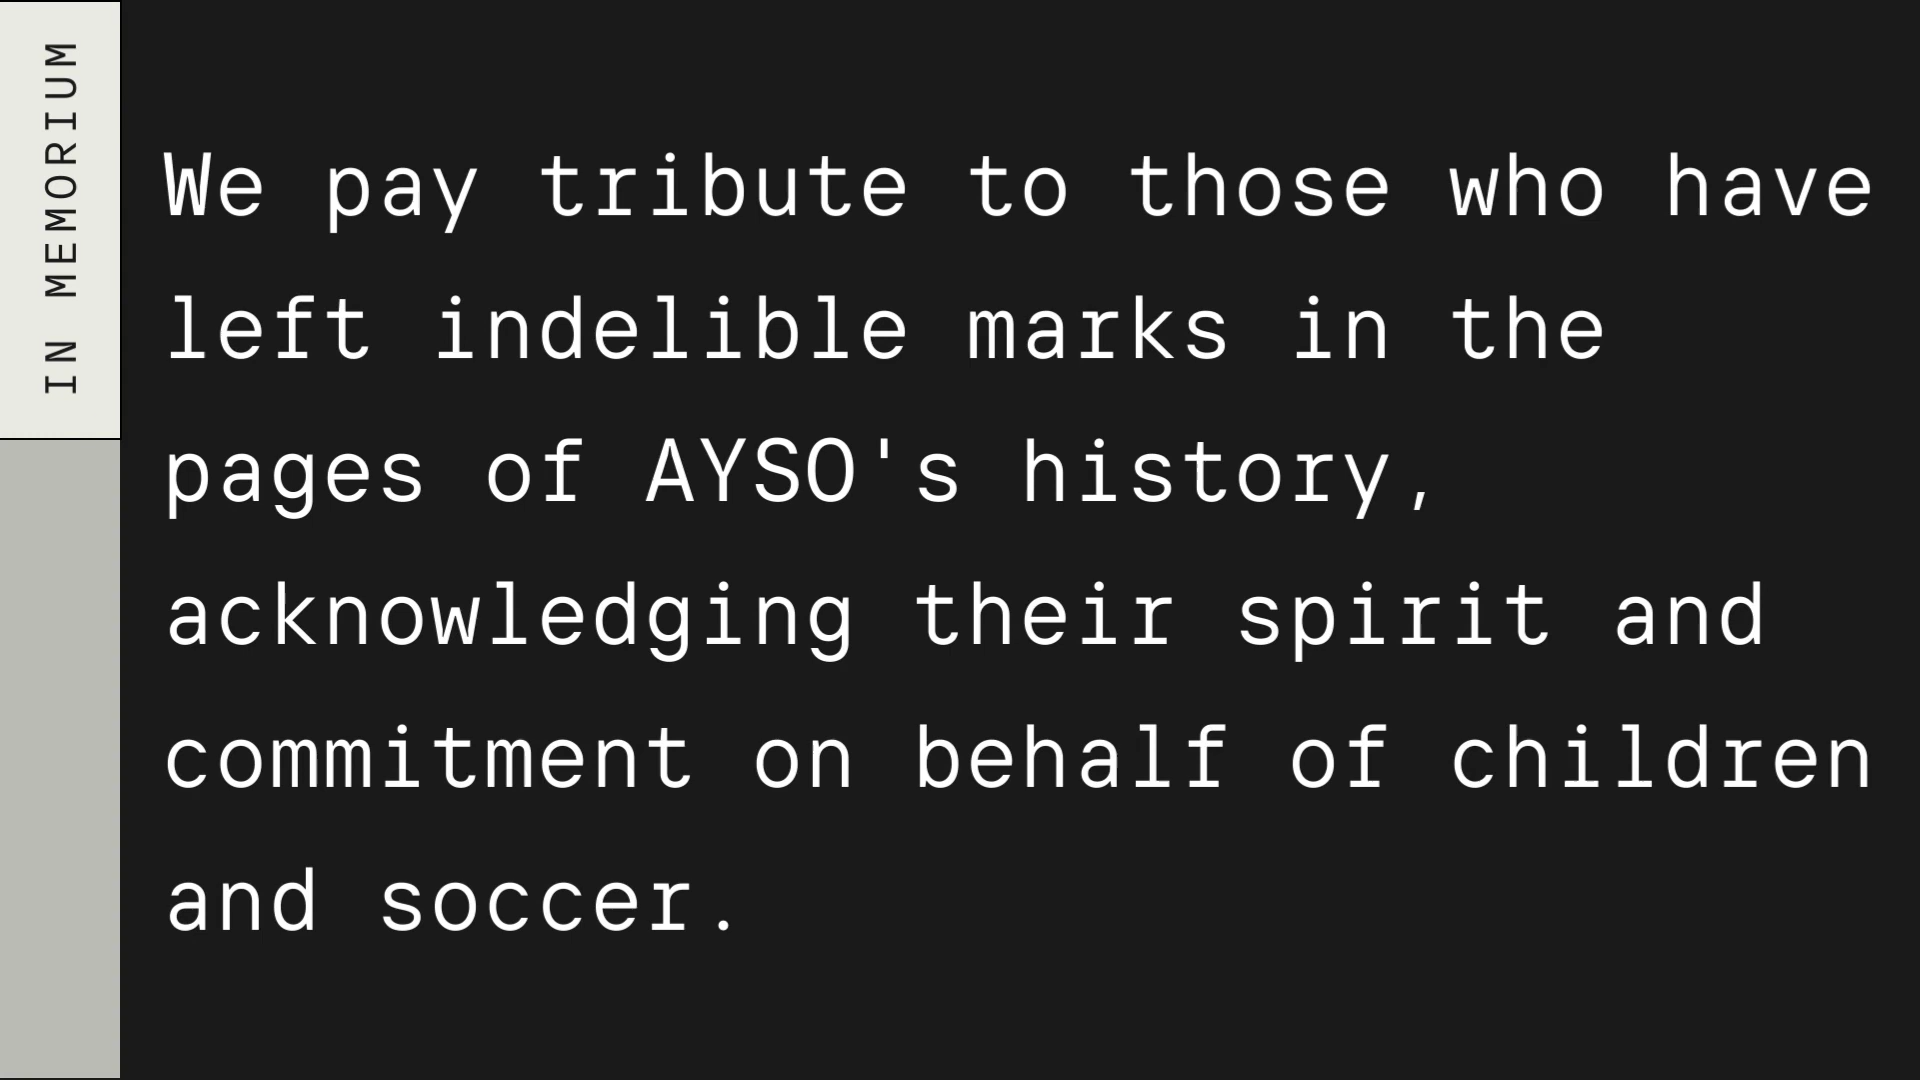 IN MEMORIUM
We pay tribute to those who have
left indelible marks in the
pages of AYSO's history,
acknowledging their spirit and
commitment on behalf of children
and soccer.